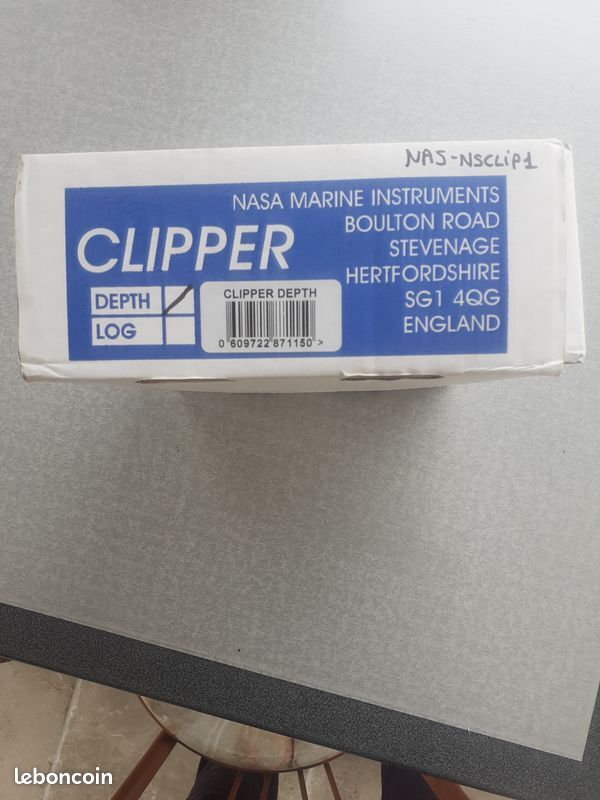 NAS-NSCLIP1
NASA MARINE INSTRUMENTS
BOULTON ROAD
STEVENAGE
HERTFORDSHIRE
SG1 4QG
ENGLAND
CLIPPER
DEPTH
LOG
CLIPPER DEPTH
0 609722 871150 >
leboncoin